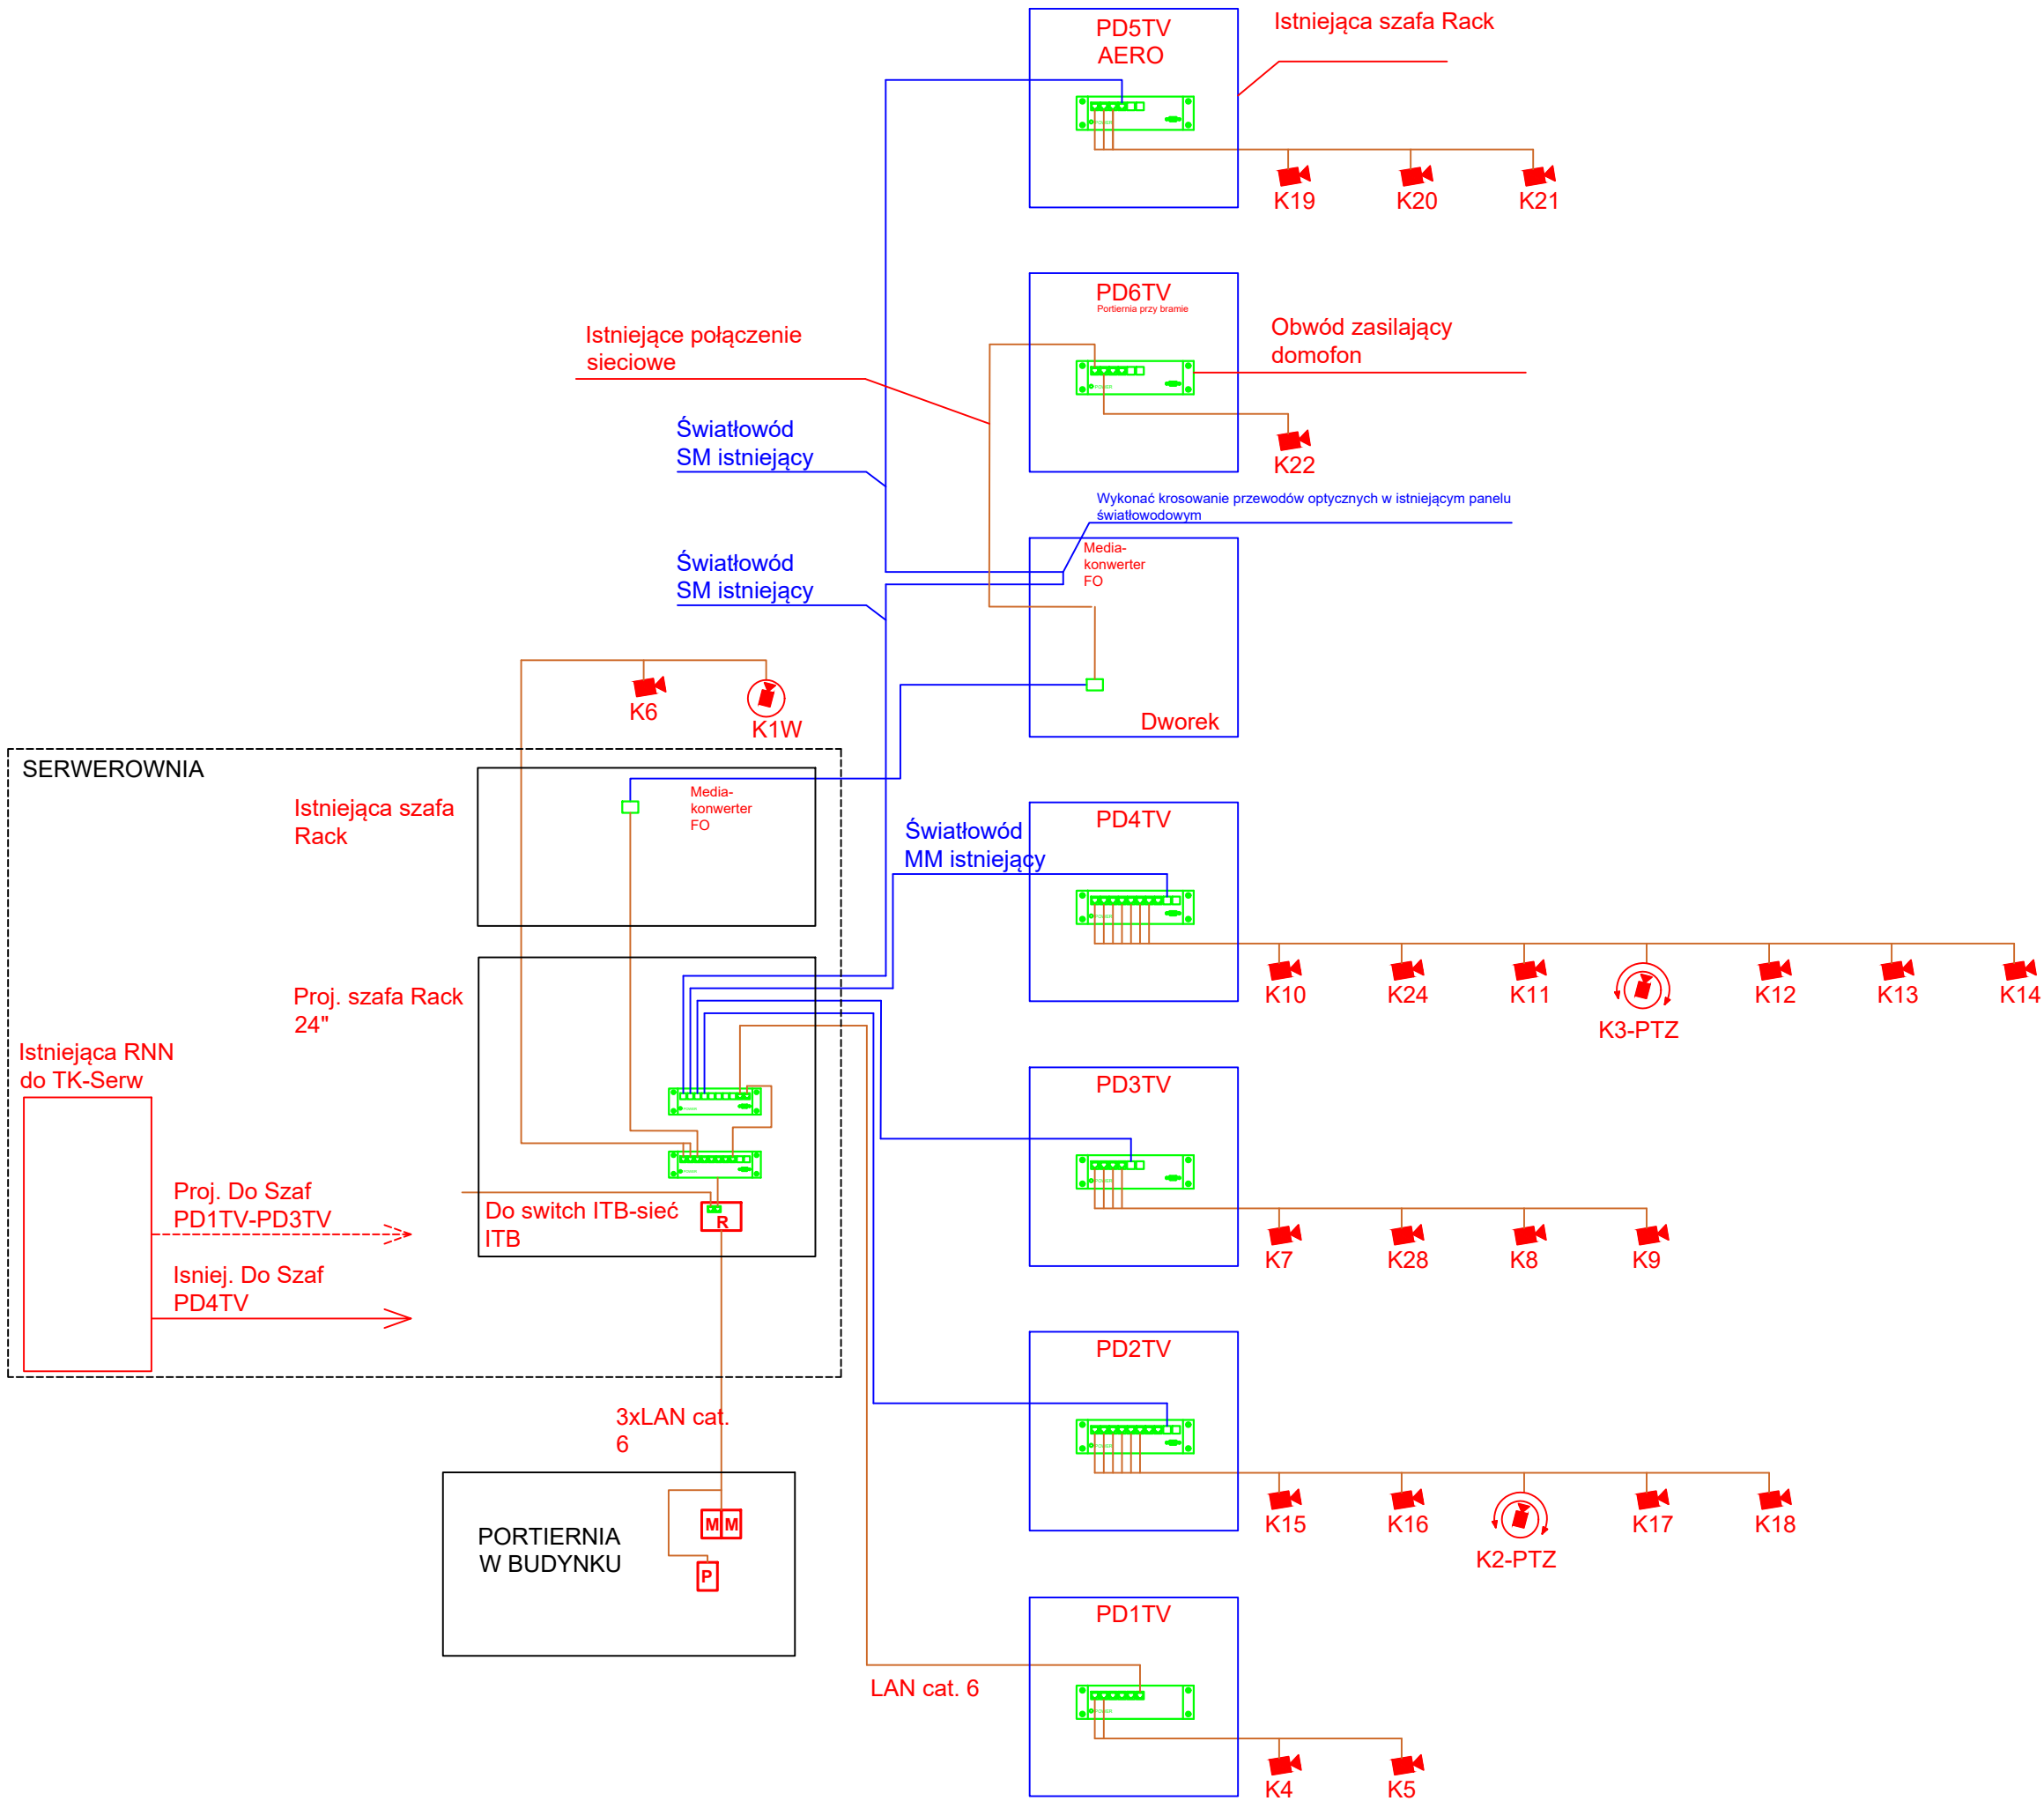 PD5TV
AERO
Istniejąca szafa Rack
K19
K20
K21
PD6TV
Portiernia przy bramie
Obwód zasilający
domofon
K22
Istniejące połączenie
sieciowe
Światłowód
SM istniejący
Wykonać krosowanie przewodów optycznych w istniejącym panelu
światłowodowym
Światłowód
SM istniejący
Media-
konwerter
FO
Dworek
K6
K1W
SERWEROWNIA
Istniejąca szafa
Rack
Media-
konwerter
FO
Światłowód
MM istniejący
PD4TV
K10
K24
K11
K3-PTZ
K12
K13
K14
Proj. szafa Rack
24"
Istniejąca RNN
do TK-Serw
Proj. Do Szaf
PD1TV-PD3TV
Isniej. Do Szaf
PD4TV
Do switch ITB-sieć
ITB
R
PD3TV
K7
K28
K8
K9
3xLAN cat.
6
PD2TV
K15
K16
K2-PTZ
K17
K18
PORTIERNIA
W BUDYNKU
M M
P
PD1TV
LAN cat. 6
K4
K5